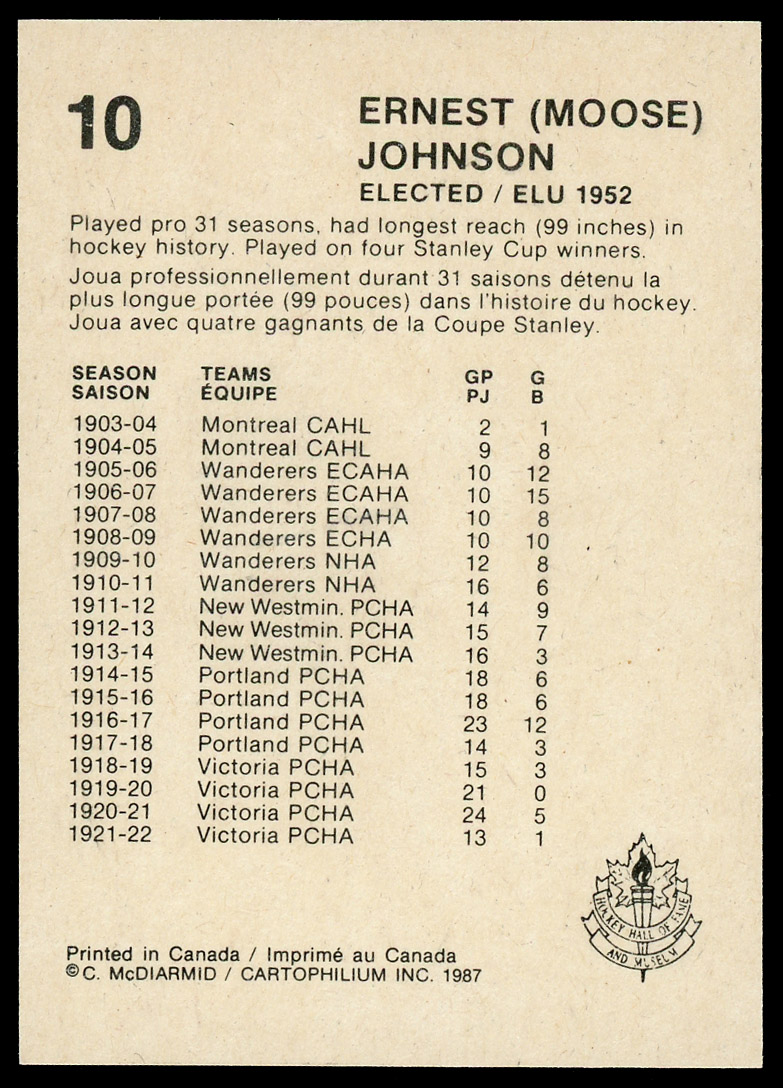 10
ERNEST (MOOSE)
JOHNSON
ELECTED / ELU 1952
Played pro 31 seasons, had longest reach (99 inches) in
hockey history. Played on four Stanley Cup winners.
Joua professionnellement durant 31 saisons détenu la
plus longue portée (99 pouces) dans l'histoire du hockey.
Joua avec quatre gagnants de la Coupe Stanley.
SEASON TEAMS GP G
SAISON ÉQUIPE PJ B
1903-04 Montreal CAHL 2 1
1904-05 Montreal CAHL 9 8
1905-06 Wanderers ECAHA 10 12
1906-07 Wanderers ECAHA 10 15
1907-08 Wanderers ECAHA 10 8
1908-09 Wanderers ECHA 10 10
1909-10 Wanderers NHA 12 8
1910-11 Wanderers NHA 16 6
1911-12 New Westmin. PCHA 14 9
1912-13 New Westmin. PCHA 15 7
1913-14 New Westmin. PCHA 16 3
1914-15 Portland PCHA 18 6
1915-16 Portland PCHA 18 6
1916-17 Portland PCHA 23 12
1917-18 Portland PCHA 14 3
1918-19 Victoria PCHA 15 3
1919-20 Victoria PCHA 21 0
1920-21 Victoria PCHA 24 5
1921-22 Victoria PCHA 13 1
HOCKEY HALL OF FAME
AND MUSEUM
Printed in Canada / Imprimé au Canada
©C. McDIARMID / CARTOPHILIUM INC. 1987